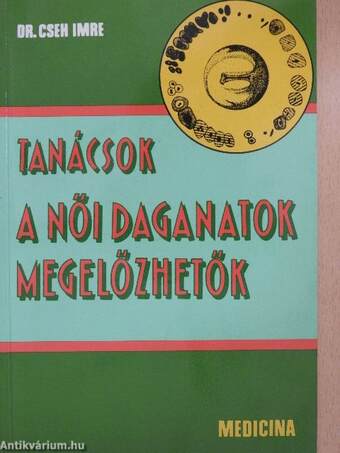 DR. CSEH IMRE
TANÁCSOK
A NŐI DAGANATOK
MEGELŐZHETŐK
MEDICINA
Antikvárium.hu